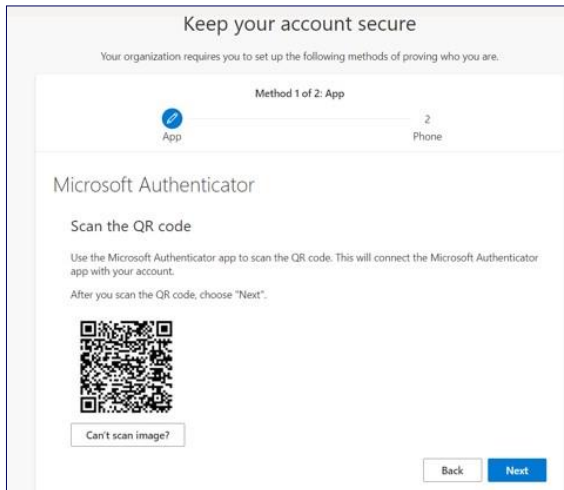 Keep your account secure
Your organization requires you to set up the following methods of proving who you are.
Method 1 of 2: App
App
2
Phone
Microsoft Authenticator
Scan the QR code
Use the Microsoft Authenticator app to scan the QR code. This will connect the Microsoft Authenticator
app with your account.
After you scan the QR code, choose "Next".
Can't scan image?
Back Next